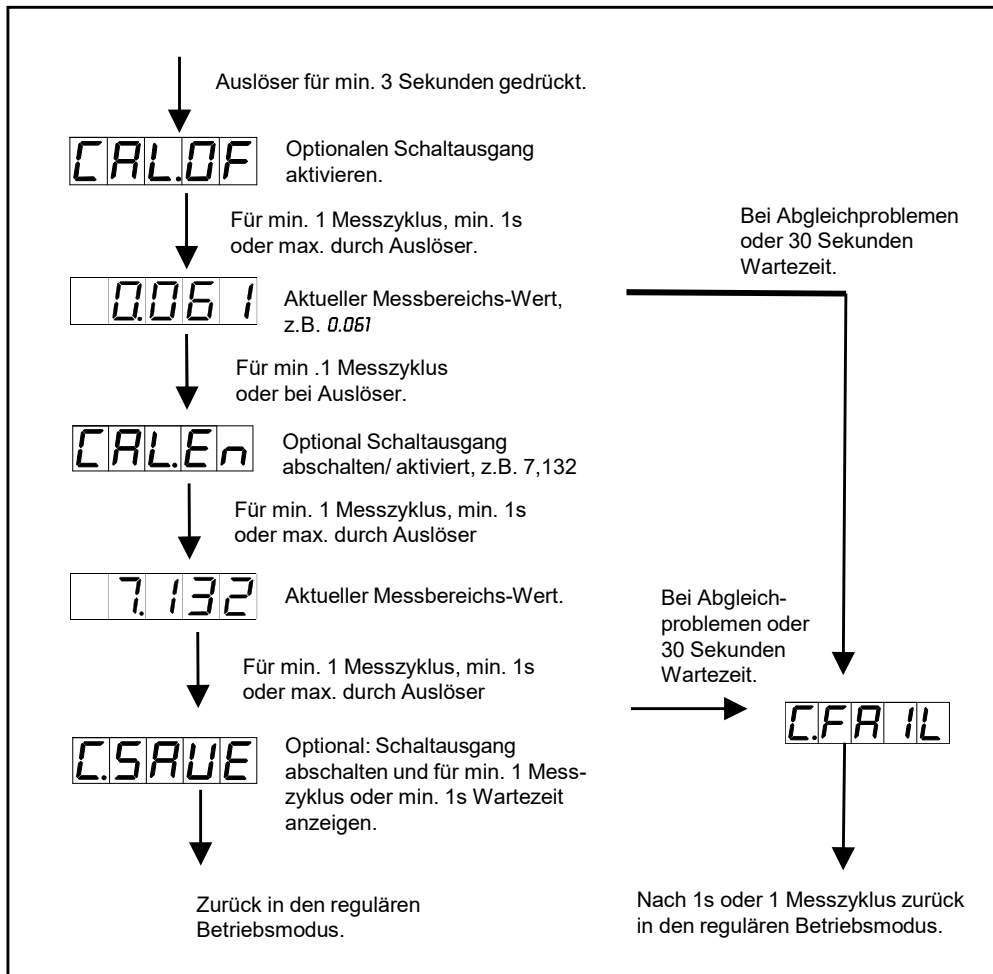 Auslöser für min. 3 Sekunden gedrückt.
CAL.OF
Optionalen Schaltausgang
aktivieren.
Für min. 1 Messzyklus, min. 1s
oder max. durch Auslöser.
0.061
Aktueller Messbereichs-Wert,
z.B. 0.061
Bei Abgleichproblemen
oder 30 Sekunden
Wartezeit.
Für min .1 Messzyklus
oder bei Auslöser.
CAL.En
Optional Schaltausgang
abschalten/ aktiviert, z.B. 7,132
Für min. 1 Messzyklus, min. 1s
oder max. durch Auslöser
7.132
Aktueller Messbereichs-Wert.
Für min. 1 Messzyklus, min. 1s
oder max. durch Auslöser
Bei Abgleich-
problemen oder
30 Sekunden
Wartezeit.
C.FAIL
C.SAVE
Optional: Schaltausgang
abschalten und für min. 1 Mess-
zyklus oder min. 1s Wartezeit
anzeigen.
Zurück in den regulären
Betriebsmodus.
Nach 1s oder 1 Messzyklus zurück
in den regulären Betriebsmodus.